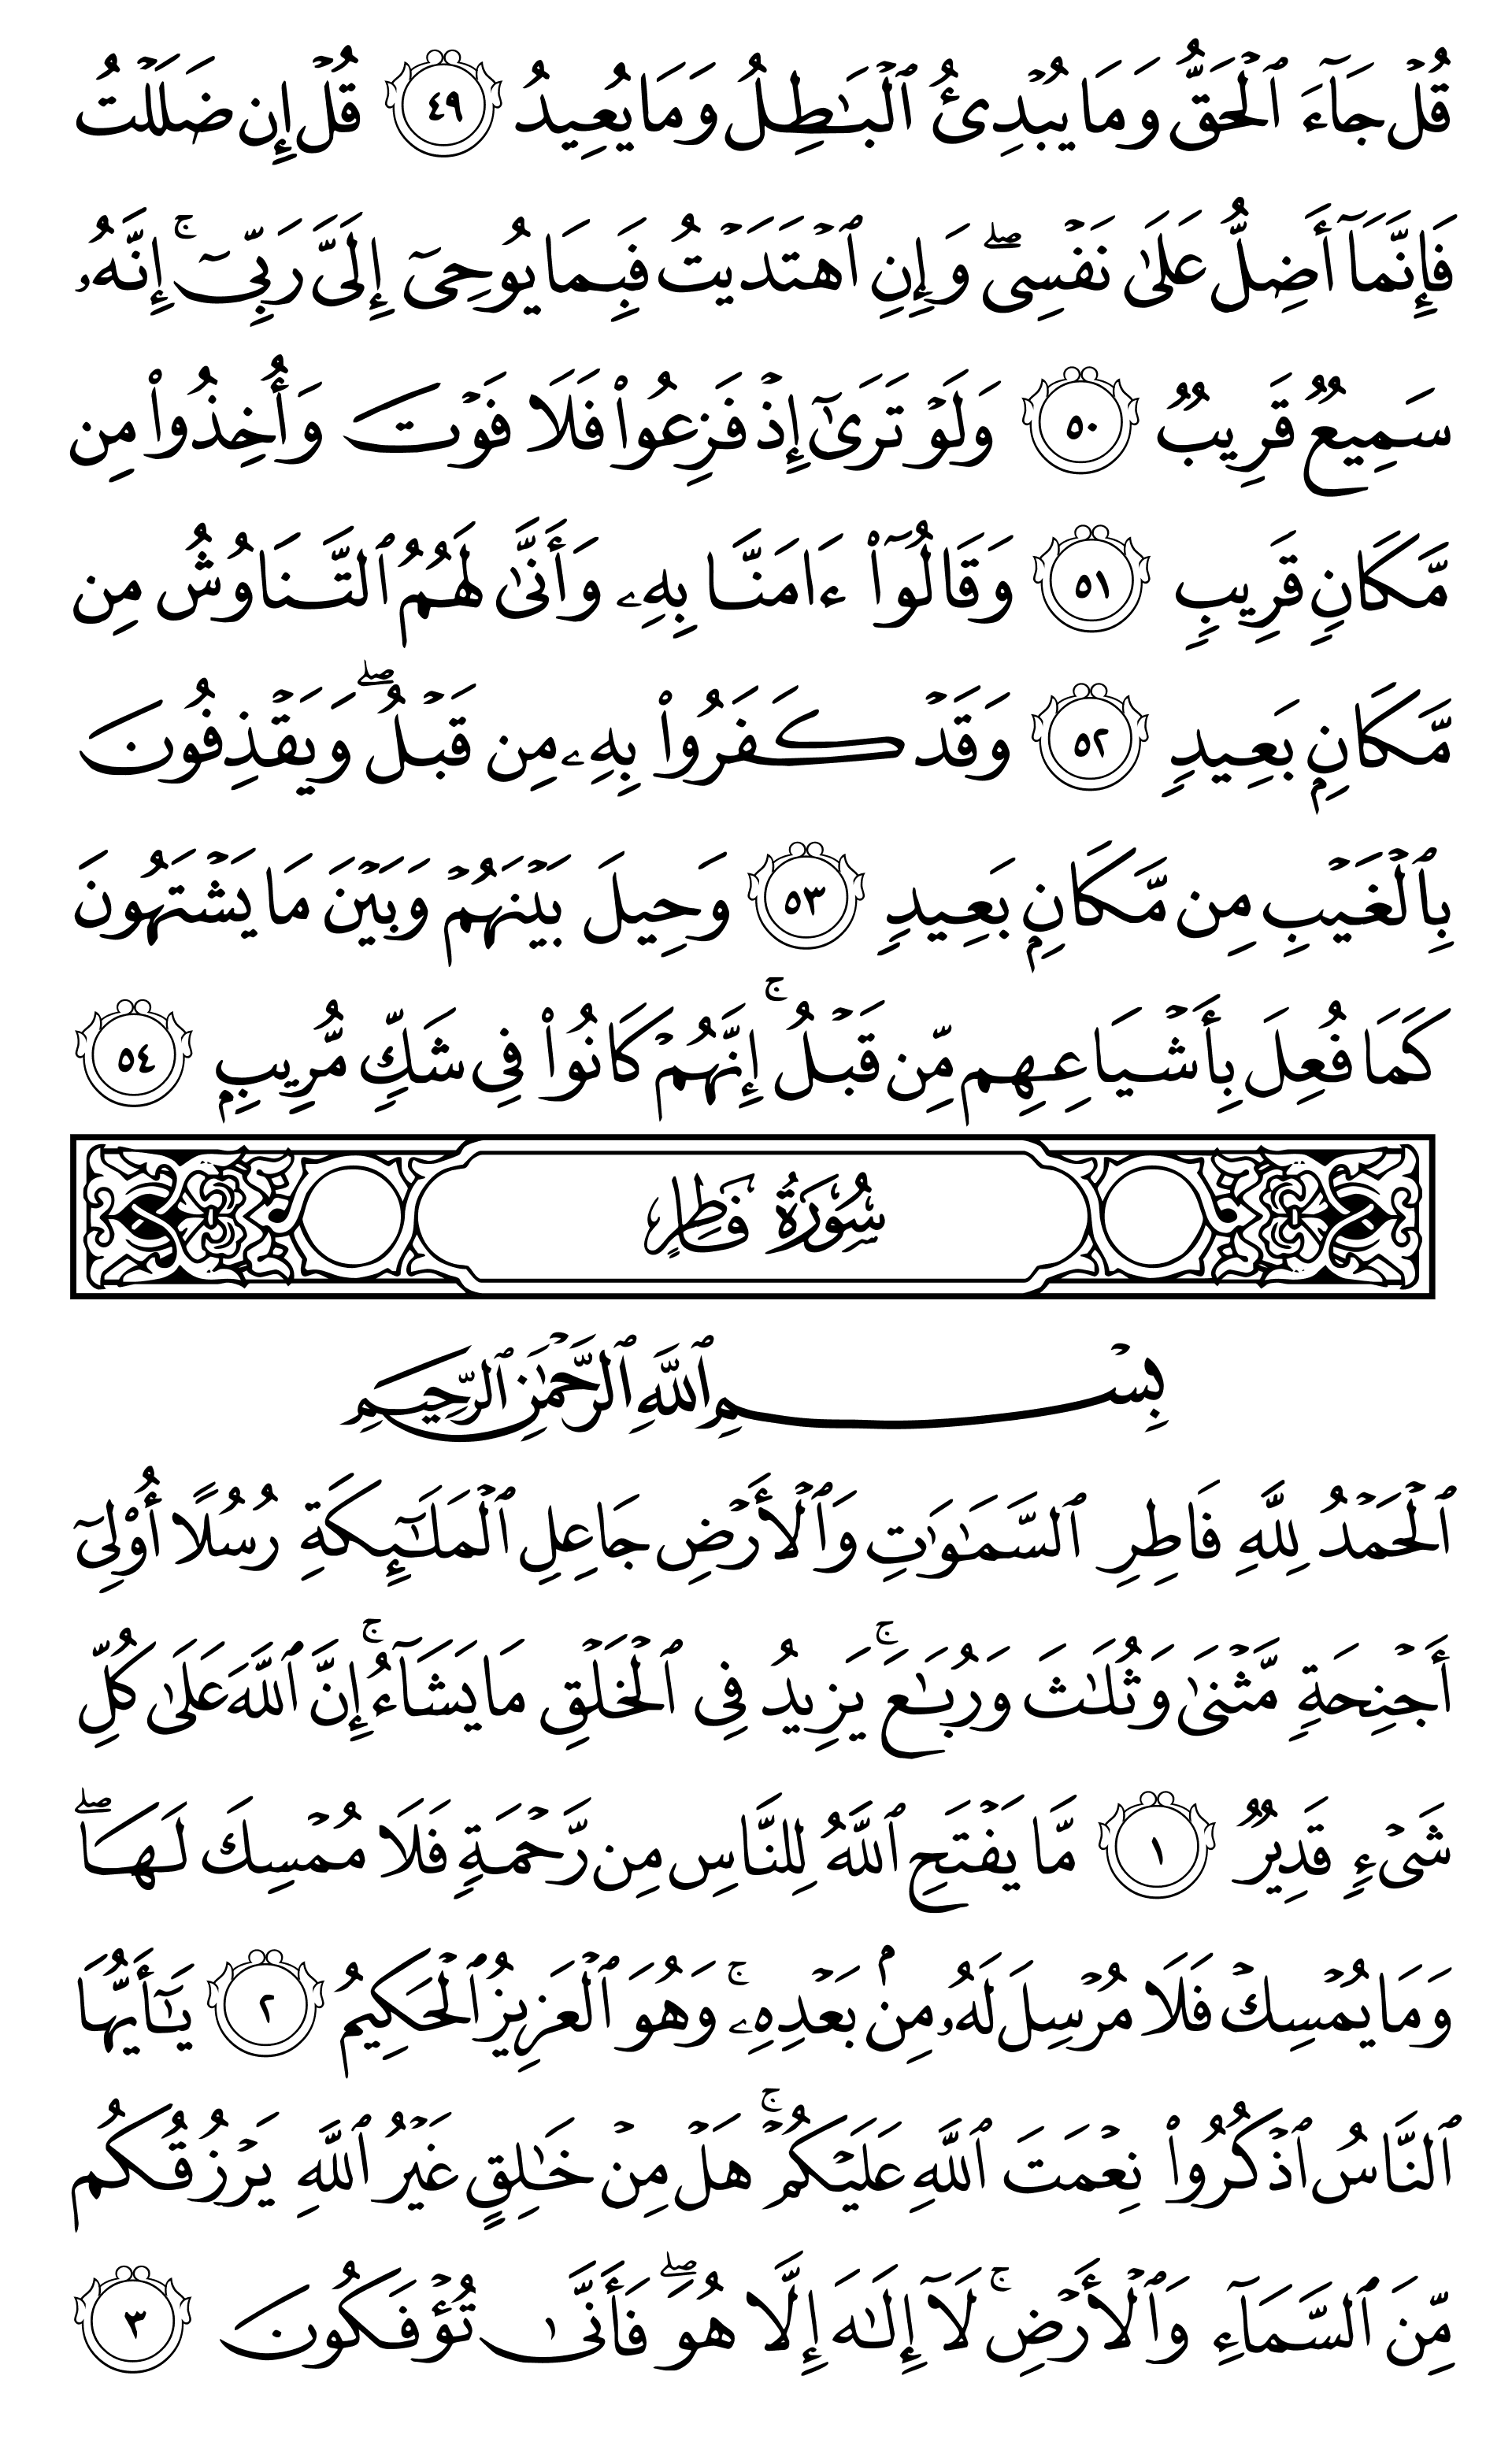 قُلۡ جَآءَ ٱلۡحَقُّ وَمَا يُبۡدِئُ ٱلۡبَٰطِلُ وَمَا يُعِيدُ ٤٩ قُلۡ إِن ضَلَلۡتُ
فَإِنَّمَآ أَضِلُّ عَلَىٰ نَفۡسِيۖ وَإِنِ ٱهۡتَدَيۡتُ فَبِمَا يُوحِيٓ إِلَيَّ رَبِّيٓۚ إِنَّهُۥ
سَمِيعٞ قَرِيبٞ ٥٠ وَلَوۡ تَرَىٰٓ إِذۡ فَزِعُواْ فَلَا فَوۡتَ وَأُخِذُواْ مِن
مَّكَانٖ قَرِيبٖ ٥١ وَقَالُوٓاْ ءَامَنَّا بِهِۦ وَأَنَّىٰ لَهُمُ ٱلتَّنَاوُشُ مِن
مَّكَانِۭ بَعِيدٖ ٥٢ وَقَدۡ كَفَرُواْ بِهِۦ مِن قَبۡلُۖ وَيَقۡذِفُونَ
بِٱلۡغَيۡبِ مِن مَّكَانِۭ بَعِيدٖ ٥٣ وَحِيلَ بَيۡنَهُمۡ وَبَيۡنَ مَا يَشۡتَهُونَ
كَمَا فُعِلَ بِأَشۡيَاعِهِم مِّن قَبۡلُۚ إِنَّهُمۡ كَانُواْ فِي شَكّٖ مُّرِيبِۭ ٥٤
سُورَةُ فَاطِرٍ
بِسۡمِ ٱللَّهِ ٱلرَّحۡمَٰنِ ٱلرَّحِيمِ
ٱلۡحَمۡدُ لِلَّهِ فَاطِرِ ٱلسَّمَٰوَٰتِ وَٱلۡأَرۡضِ جَاعِلِ ٱلۡمَلَٰٓئِكَةِ رُسُلًا أُوْلِيٓ
أَجۡنِحَةٖ مَّثۡنَىٰ وَثُلَٰثَ وَرُبَٰعَۚ يَزِيدُ فِي ٱلۡخَلۡقِ مَا يَشَآءُۚ إِنَّ ٱللَّهَ عَلَىٰ كُلِّ
شَيۡءٖ قَدِيرٞ ١ مَّا يَفۡتَحِ ٱللَّهُ لِلنَّاسِ مِن رَّحۡمَةٖ فَلَا مُمۡسِكَ لَهَاۖ
وَمَا يُمۡسِكۡ فَلَا مُرۡسِلَ لَهُۥ مِنۢ بَعۡدِهِۦۚ وَهُوَ ٱلۡعَزِيزُ ٱلۡحَكِيمُ ٢ يَٰٓأَيُّهَا
ٱلنَّاسُ ٱذۡكُرُواْ نِعۡمَتَ ٱللَّهِ عَلَيۡكُمۡۚ هَلۡ مِنۡ خَٰلِقٍ غَيۡرُ ٱللَّهِ يَرۡزُقُكُم
مِّنَ ٱلسَّمَآءِ وَٱلۡأَرۡضِۚ لَآ إِلَٰهَ إِلَّا هُوَۖ فَأَنَّىٰ تُؤۡفَكُونَ ٣